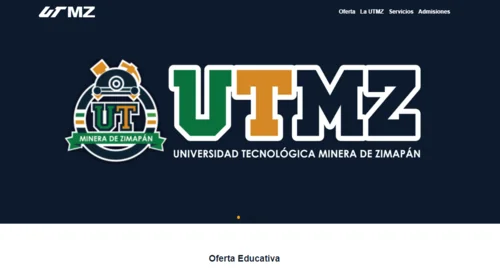 UTMZ
Oferta La UTMZ Servicios Admisiones
UT
MINERA DE ZIMAPÁN
UTMZ
UNIVERSIDAD TECNOLÓGICA MINERA DE ZIMAPÁN
Oferta Educativa